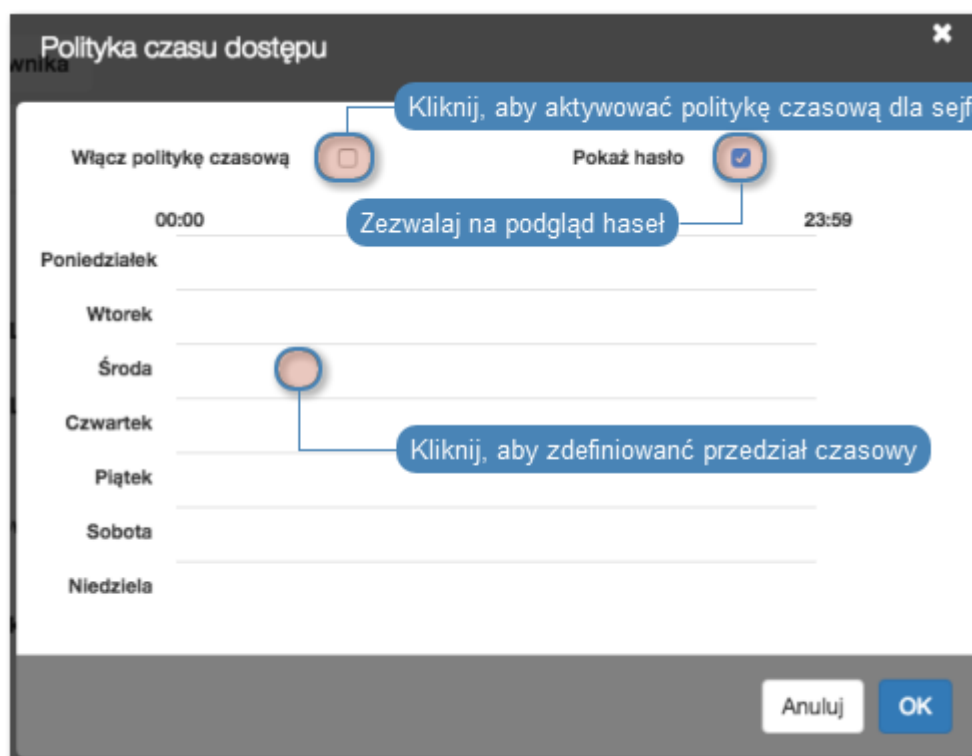 Polityka czasu dostępu
wnika
Kliknij, aby aktywować politykę czasową dla sejf
Włącz politykę czasową
Pokaż hasło
00:00
Zezwalaj na podgląd haseł
23:59
Poniedziałek
Wtorek
Środa
Czwartek
Kliknij, aby zdefiniowanć przedział czasowy
Piątek
Sobota
Niedziela
Anuluj
OK